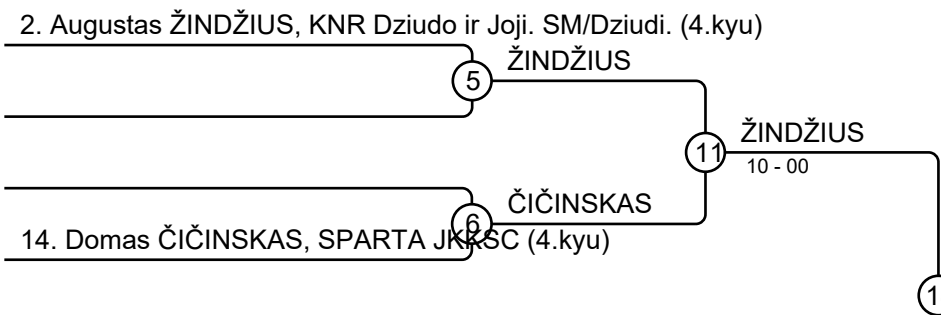 2. Augustas ŽINDŽIUS, KNR Dziudo ir Joji. SM/Dziudi. (4.kyu)
ŽINDŽIUS
5
ŽINDŽIUS
11
10 - 00
ČIČINSKAS
6
14. Domas ČIČINSKAS, SPARTA JKKSC (4.kyu)